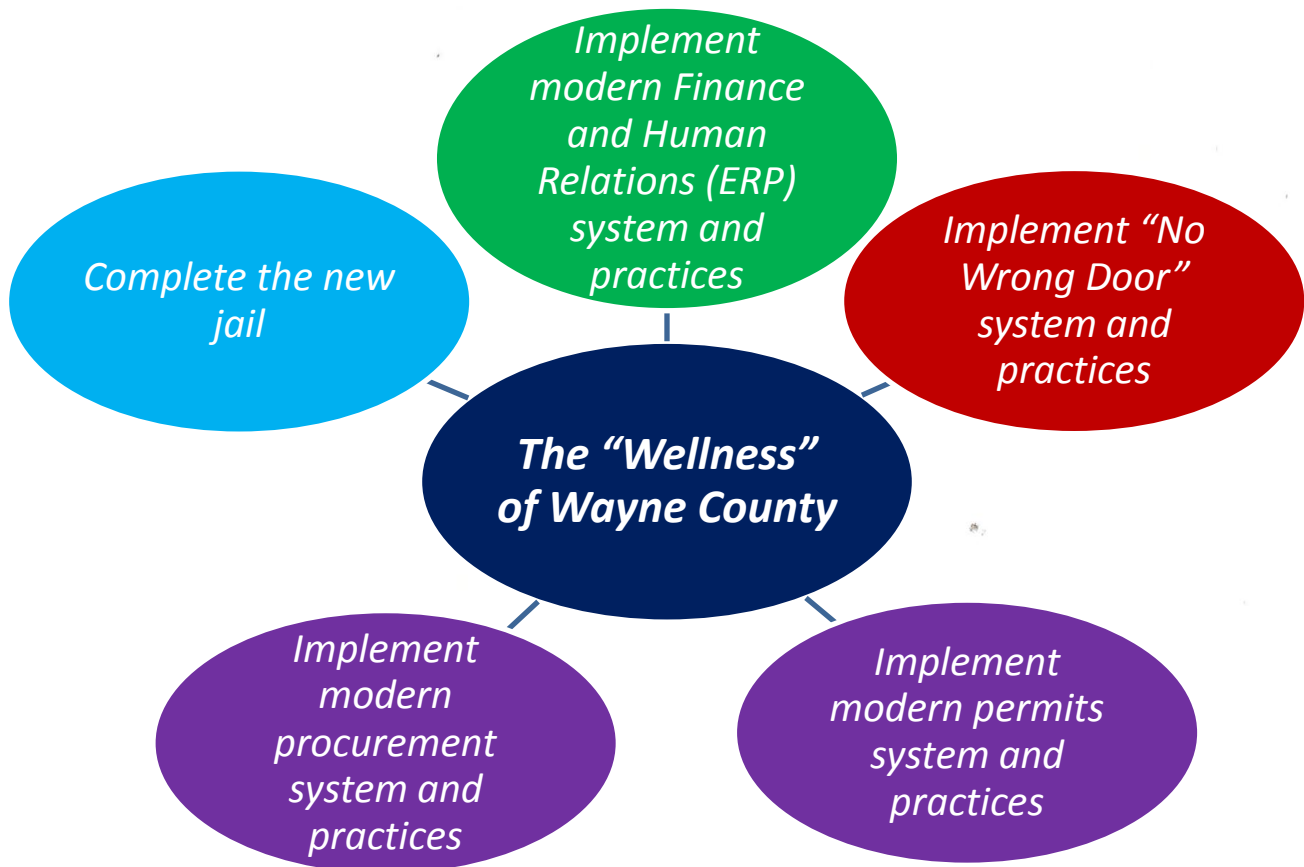 Implement
modern Finance
and Human
Relations (ERP)
system and
practices
Complete the new
jail
Implement “No
Wrong Door”
system and
practices
The “Wellness”
of Wayne County
Implement
modern
procurement
system and
practices
Implement
modern permits
system and
practices